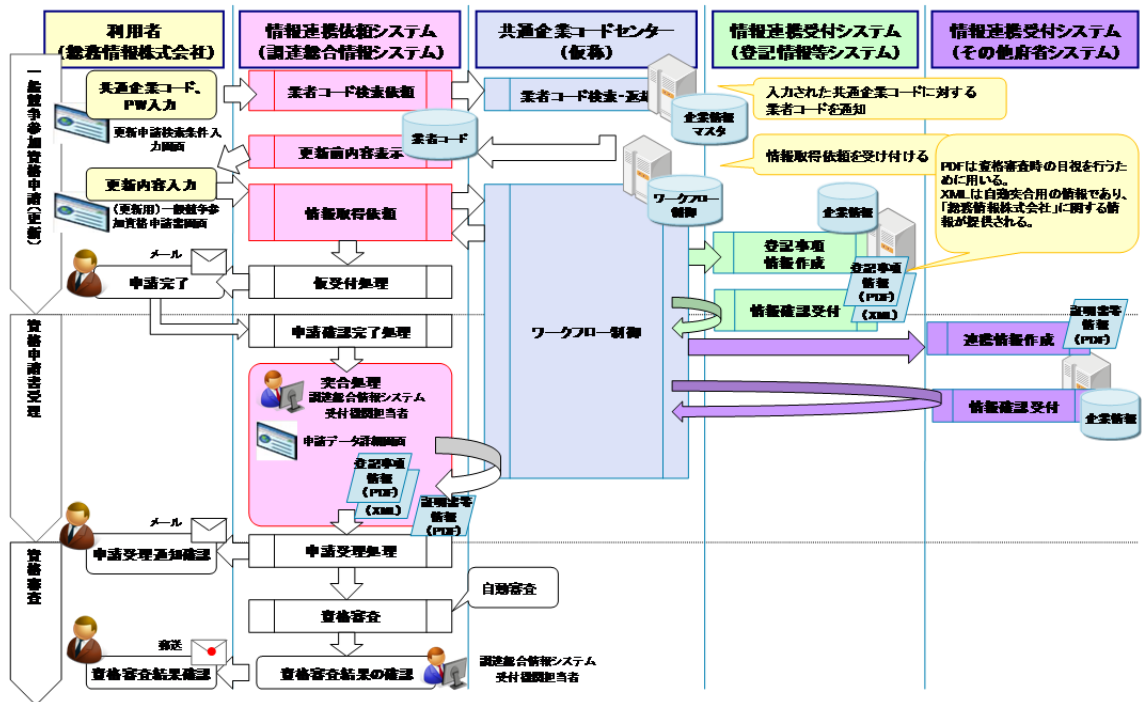 利用者
（総務情報株式会社）
情報連携依頼システム
（調達総合情報システム）
共通企業コードセンター
（仮称）
情報連携受付システム
（登記情報等システム）
情報連携受付システム
（その他府省システム）
一般競争参加資格申請（更新）
共通企業コード、
PW入力
業者コード検索依頼
業者コード検索・返却
企業情報
マスタ
入力された共通企業コードに対する
業者コードを通知
更新申請検索条件入
力画面
更新前内容表示
業者コード
情報取得依頼を受け付ける
更新内容入力
（更新用）一般競争参
加資格申請書画面
情報取得依頼
ワークフロー
制御
企業情報
PDFは資格審査時の目視を行うた
めに用いる。
XMLは自動突合用の情報であり、
「総務情報株式会社」に関する情
報が提供される。
登記事項
情報作成
登記事項
情報
（PDF）
（XML）
メール
申請完了
仮受付処理
情報確認受付
資格申請書受理
申請確認完了処理
ワークフロー制御
連携情報作成
証明書等
情報
（PDF）
突合処理
調達総合情報システム
受付機関担当者
情報確認受付
企業情報
申請データ詳細画面
登記事項
情報
（PDF）
（XML）
証明書等
情報
（PDF）
メール
申請受理通知確認
申請受理処理
資格審査
自動審査
資格審査
郵送
資格審査結果確認
資格審査結果の確認
調達総合情報システム
受付機関担当者